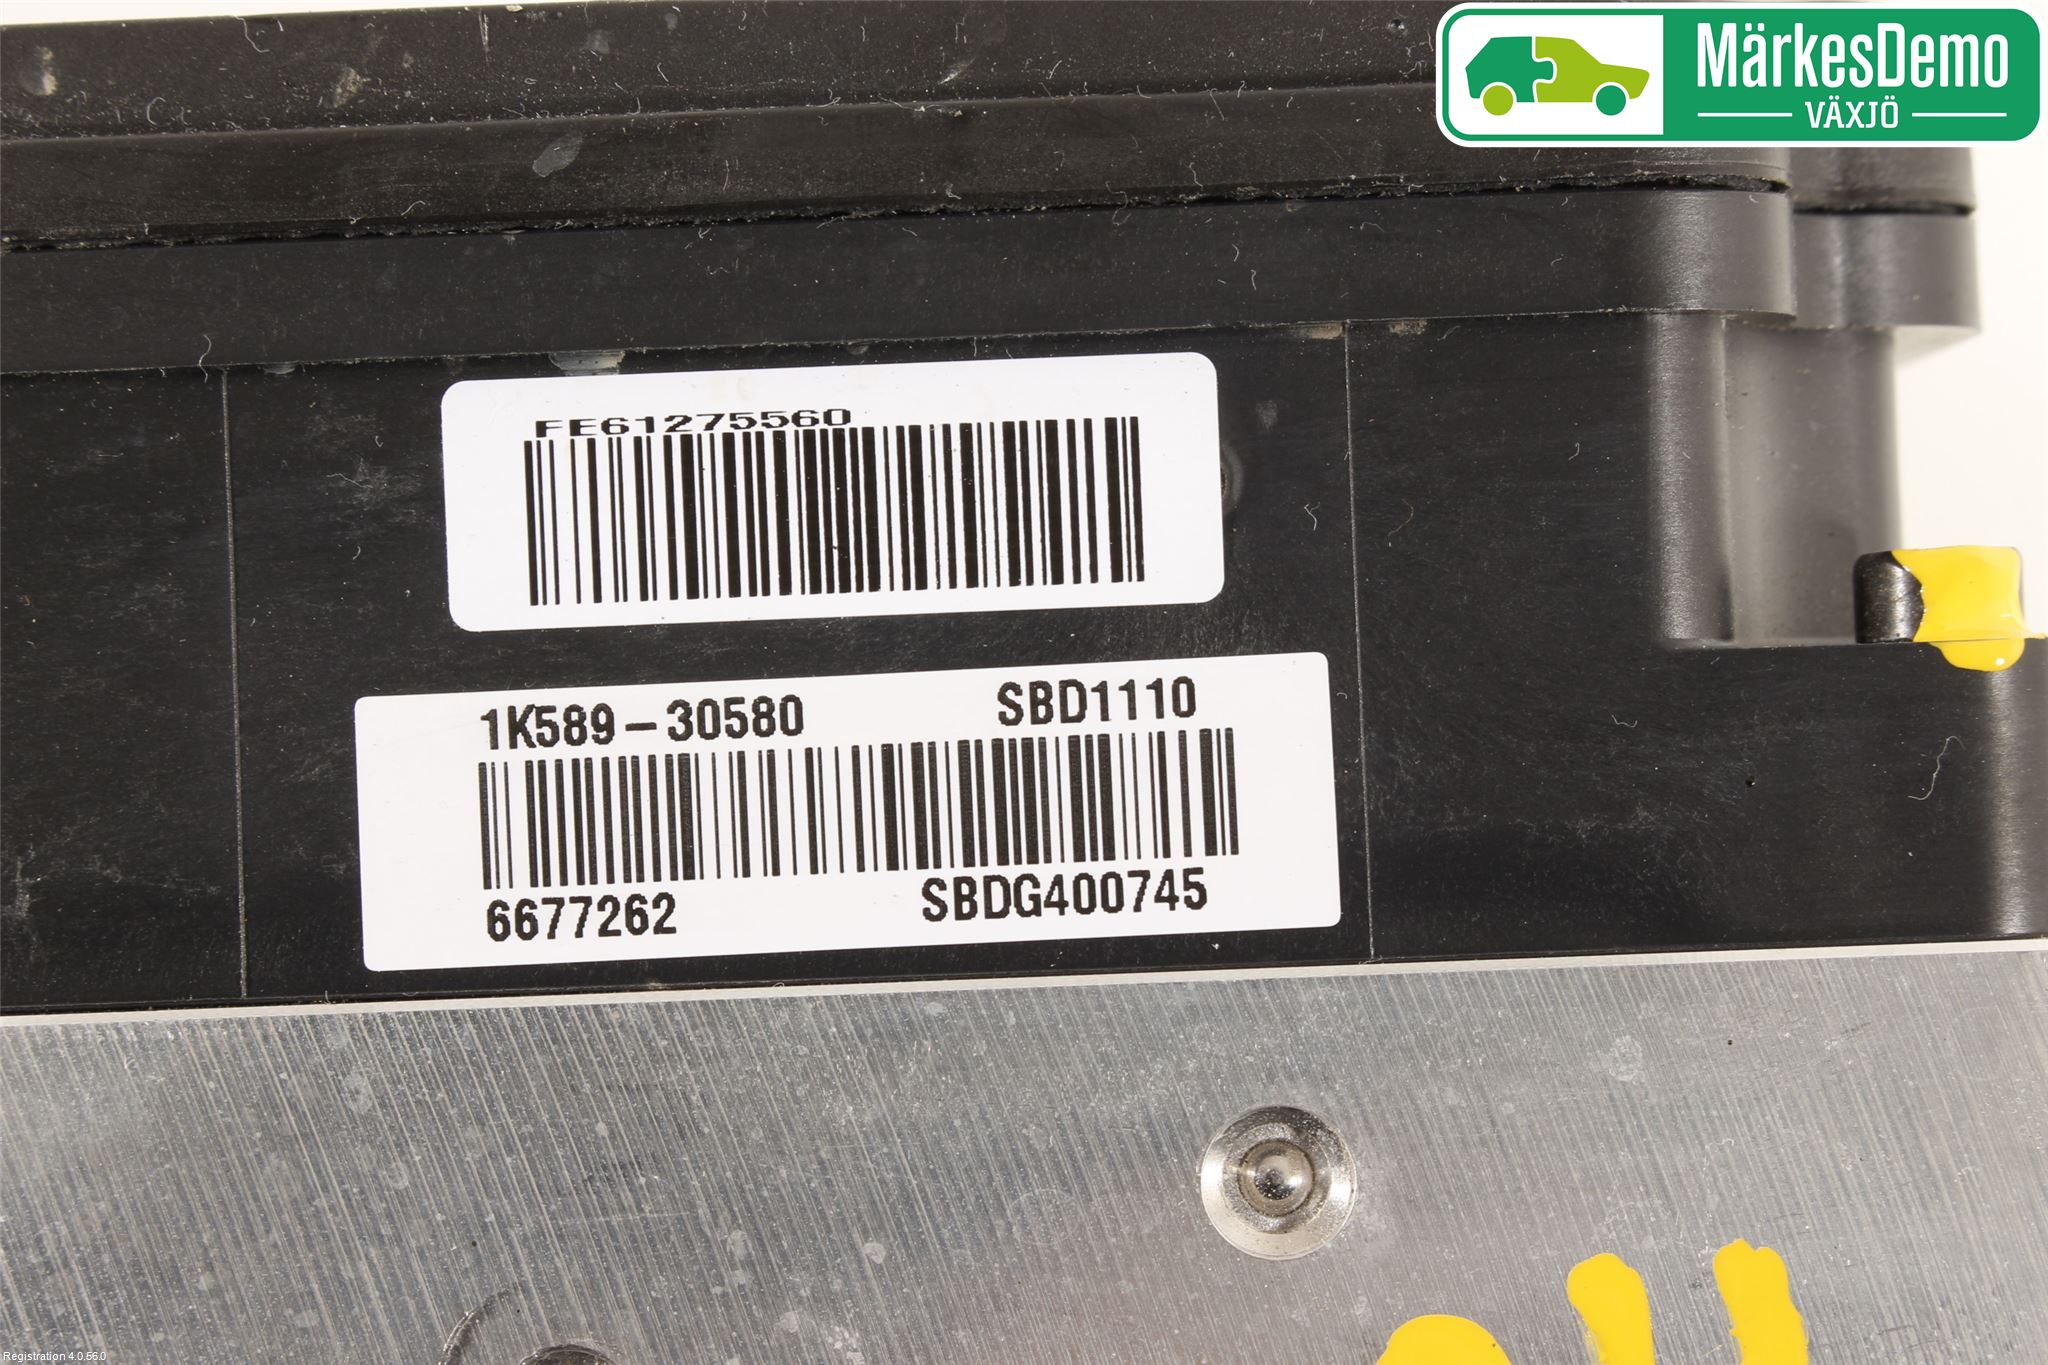 MärkesDemo
VÄXJÖ
FE61275560
1K589-30580 SBD1110
6677262 SBDG400745
Registration 4.0.56.0